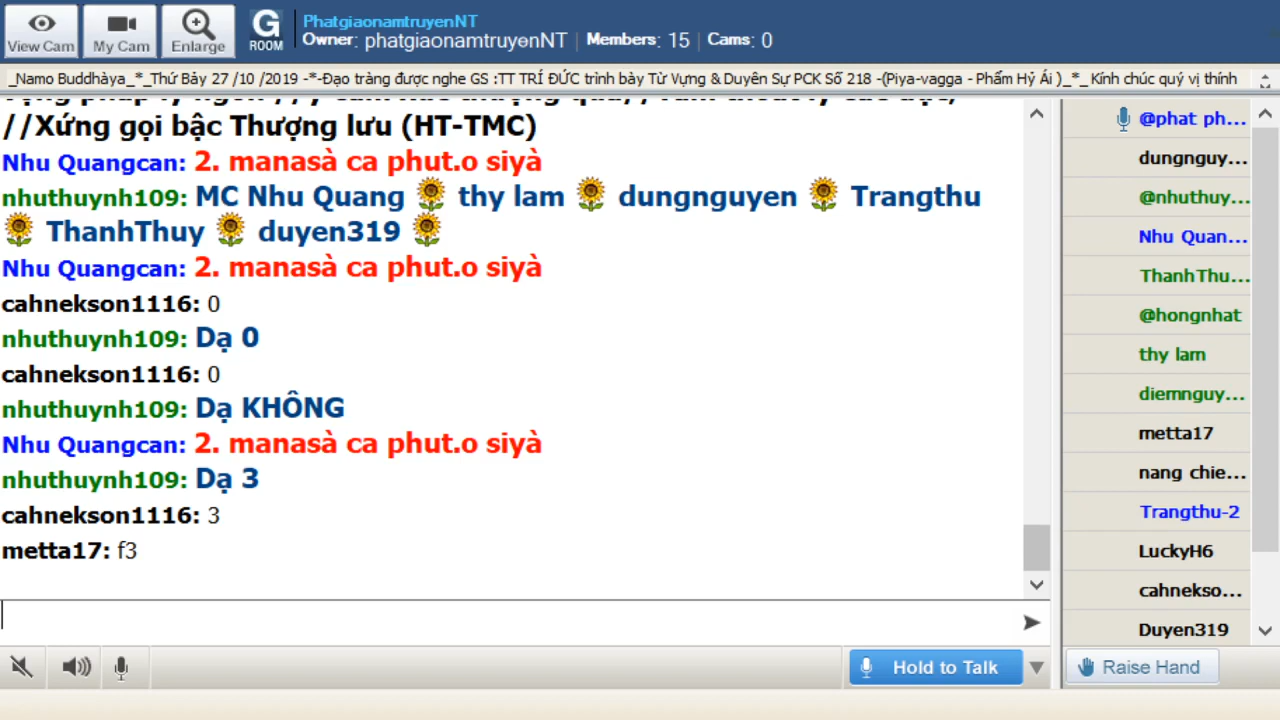 View Cam
My Cam
Enlarge
G
ROOM
PhatgiaonamtruyenNT
Owner: phatgiaonamtruyenNT | Members: 15 | Cams: 0
_Namo Buddhàya_*_Thứ Bảy 27 /10 /2019 -*-Đạo tràng được nghe GS :TT TRÍ ĐỨC trình bày Từ Vựng & Duyên Sự PCK Số 218 -(Piya-vagga - Phẩm Hỷ Ái )_*_ Kính chúc quý vị thính
//Xứng gọi bậc Thượng lưu (HT-TMC)
Nhu Quangcan: 2. manasà ca phut.o siyà
nhuthuynh109: MC Nhu Quang 🌻 thy lam 🌻 dungnguyen 🌻 Trangthu
🌻 ThanhThuy 🌻 duyen319 🌻
Nhu Quangcan: 2. manasà ca phut.o siyà
cahnekson1116: 0
nhuthuynh109: Dạ 0
cahnekson1116: 0
nhuthuynh109: Dạ KHÔNG
Nhu Quangcan: 2. manasà ca phut.o siyà
nhuthuynh109: Dạ 3
cahnekson1116: 3
metta17: f3
@phat ph...
dungnguy...
@nhuthuy...
Nhu Quan...
ThanhThu...
@hongnhat
thy lam
diemnguy...
metta17
nang chie...
Trangthu-2
LuckyH6
cahnekso...
Duyen319
Hold to Talk
Raise Hand